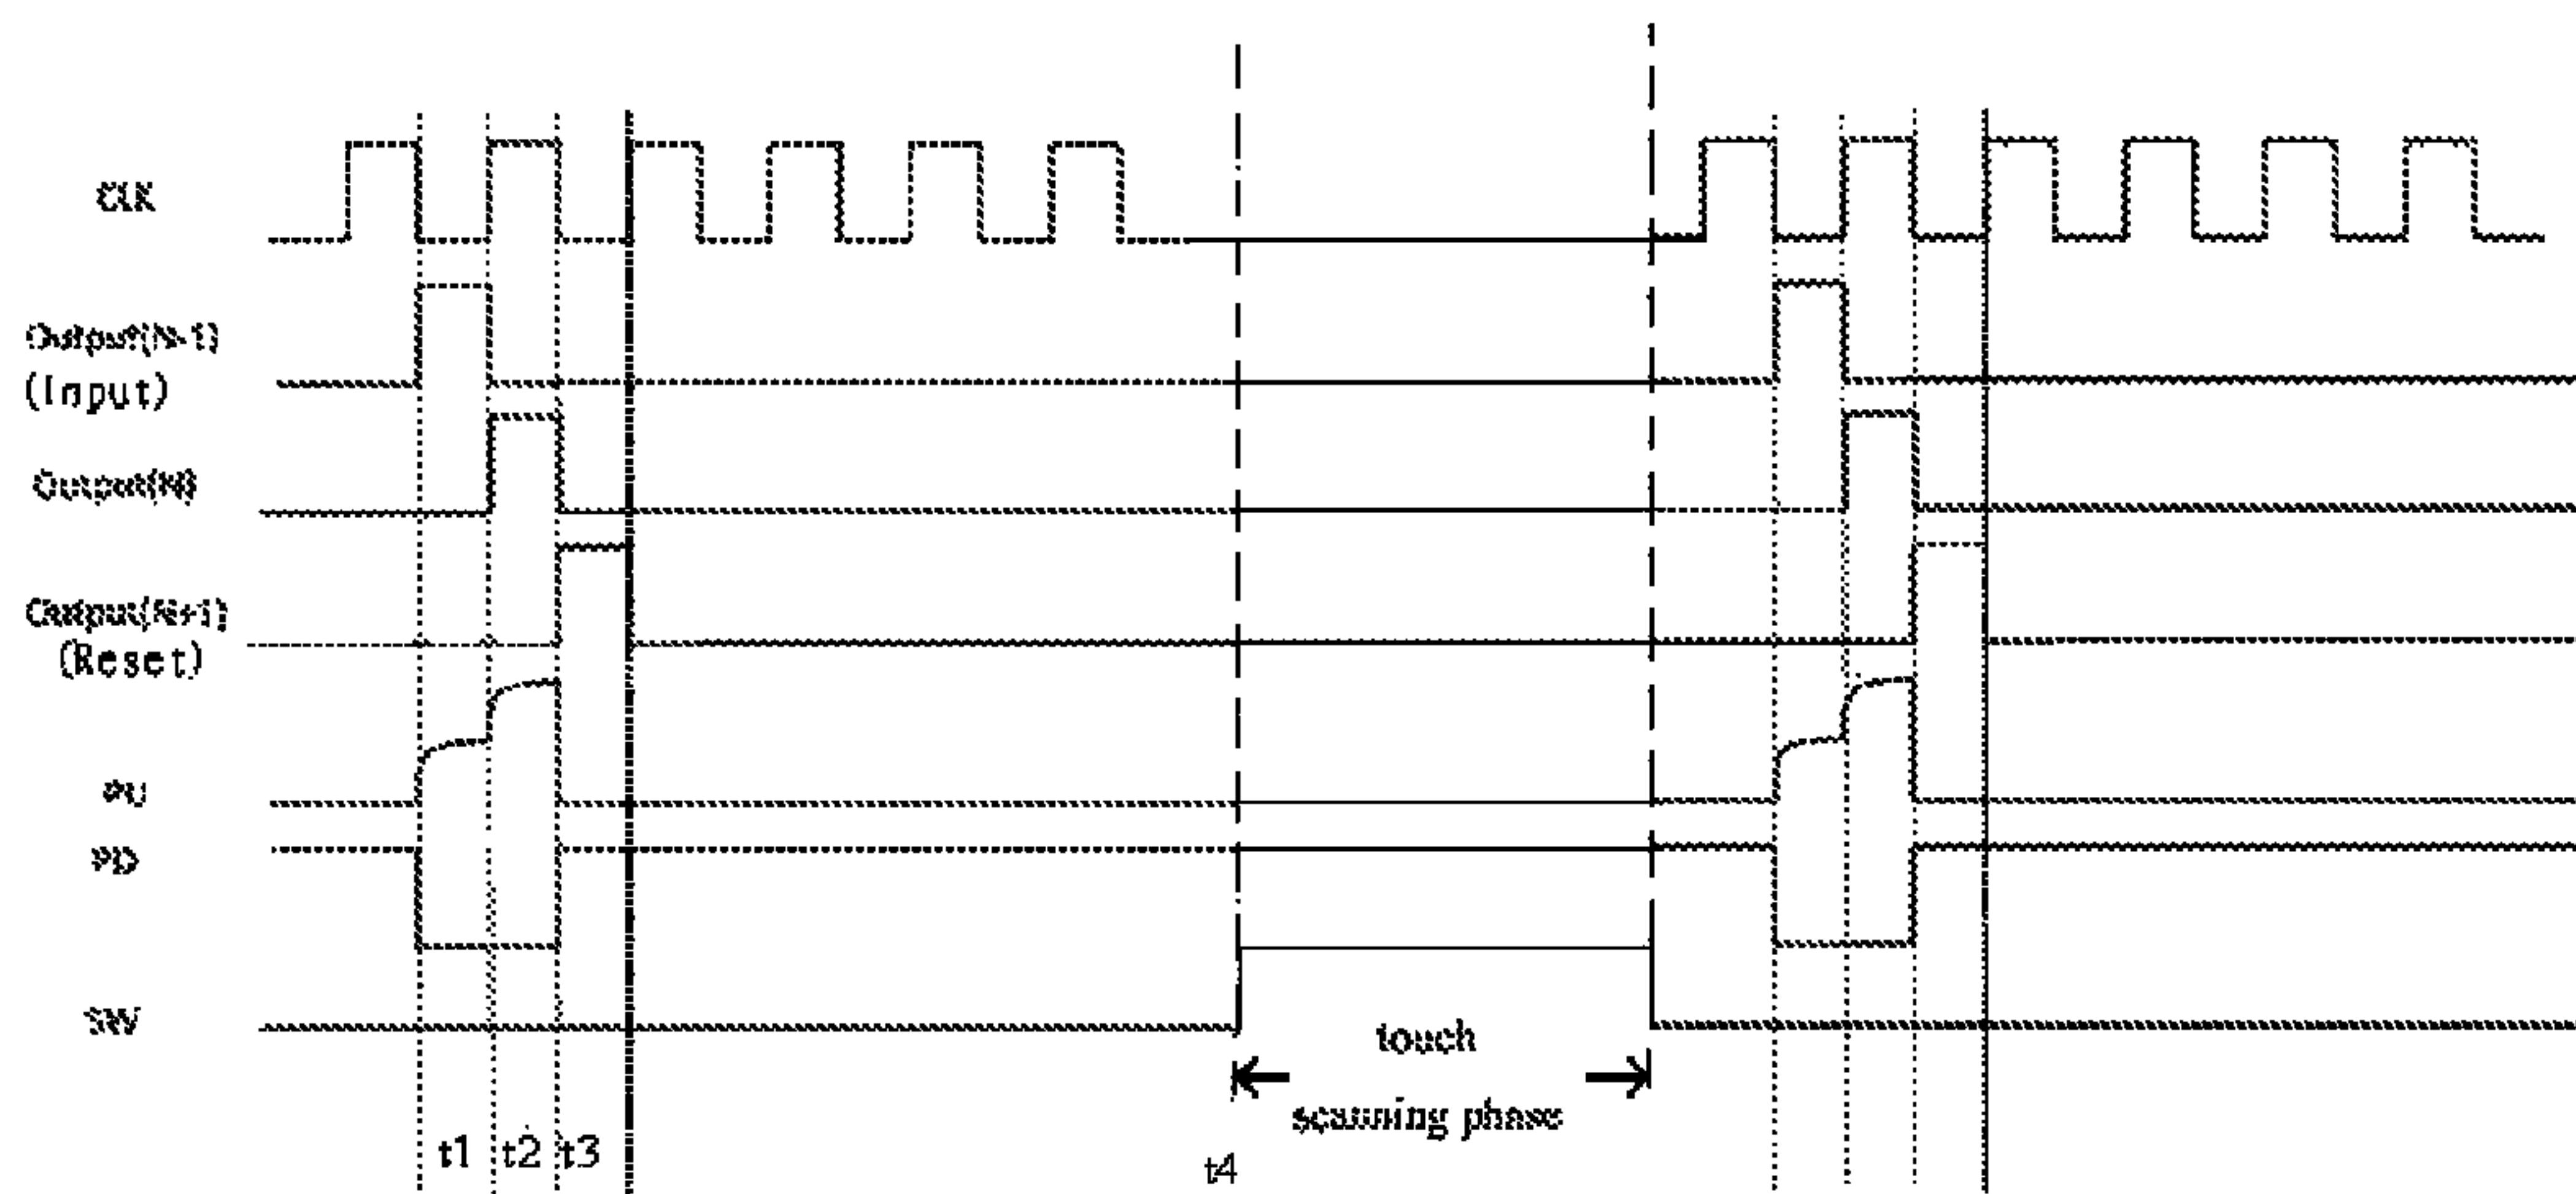 CLK
Output(N-1)
(Input)
Output(N)
Output(N+1)
(Reset)
PU
PD
SW
touch
scanning phase
t1 t2 t3
t4